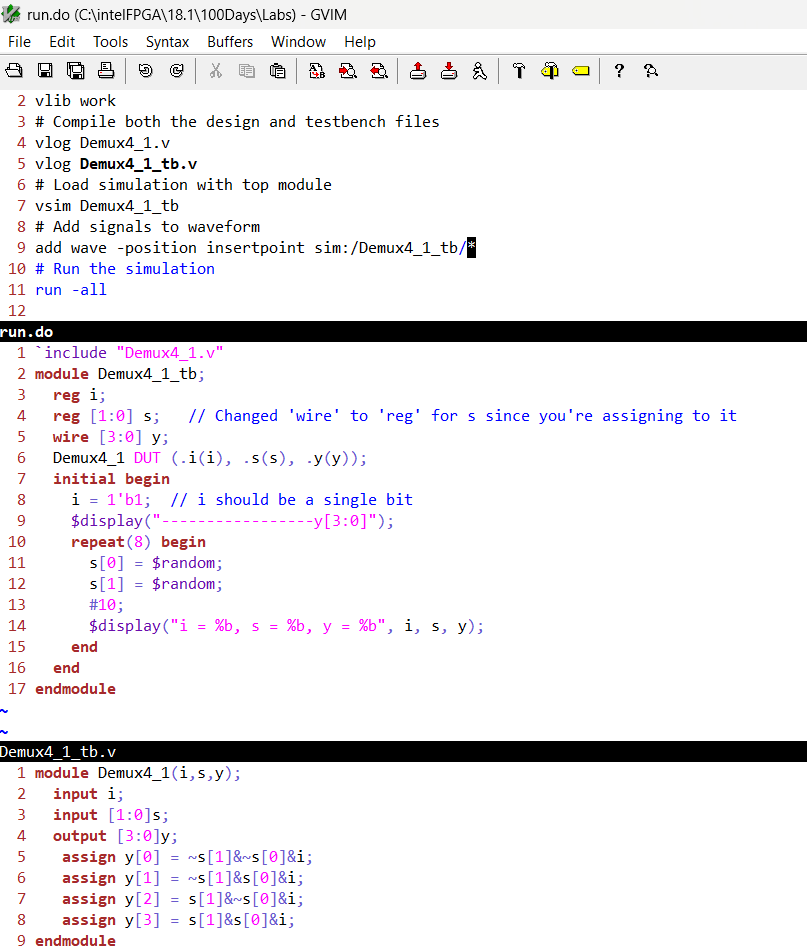 run.do (C:\intelFPGA\18.1\100Days\Labs) - GVIM
File Edit Tools Syntax Buffers Window Help
2 vlib work
3 # Compile both the design and testbench files
4 vlog Demux4_1.v
5 vlog Demux4_1_tb.v
6 # Load simulation with top module
7 vsim Demux4_1_tb
8 # Add signals to waveform
9 add wave -position insertpoint sim:/Demux4_1_tb/*
10 # Run the simulation
11 run -all
12
run.do
1 `include "Demux4_1.v"
2 module Demux4_1_tb;
3   reg i;
4   reg [1:0] s;   // Changed 'wire' to 'reg' for s since you're assigning to it
5   wire [3:0] y;
6   Demux4_1 DUT (.i(i), .s(s), .y(y));
7   initial begin
8     i = 1'b1;  // i should be a single bit
9     $display("-----------------y[3:0]");
10     repeat(8) begin
11       s[0] = $random;
12       s[1] = $random;
13       #10;
14       $display("i = %b, s = %b, y = %b", i, s, y);
15     end
16   end
17 endmodule
~
~
Demux4_1_tb.v
1 module Demux4_1(i,s,y);
2   input i;
3   input [1:0]s;
4   output [3:0]y;
5    assign y[0] = ~s[1]&~s[0]&i;
6    assign y[1] = ~s[1]&s[0]&i;
7    assign y[2] = s[1]&~s[0]&i;
8    assign y[3] = s[1]&s[0]&i;
9 endmodule